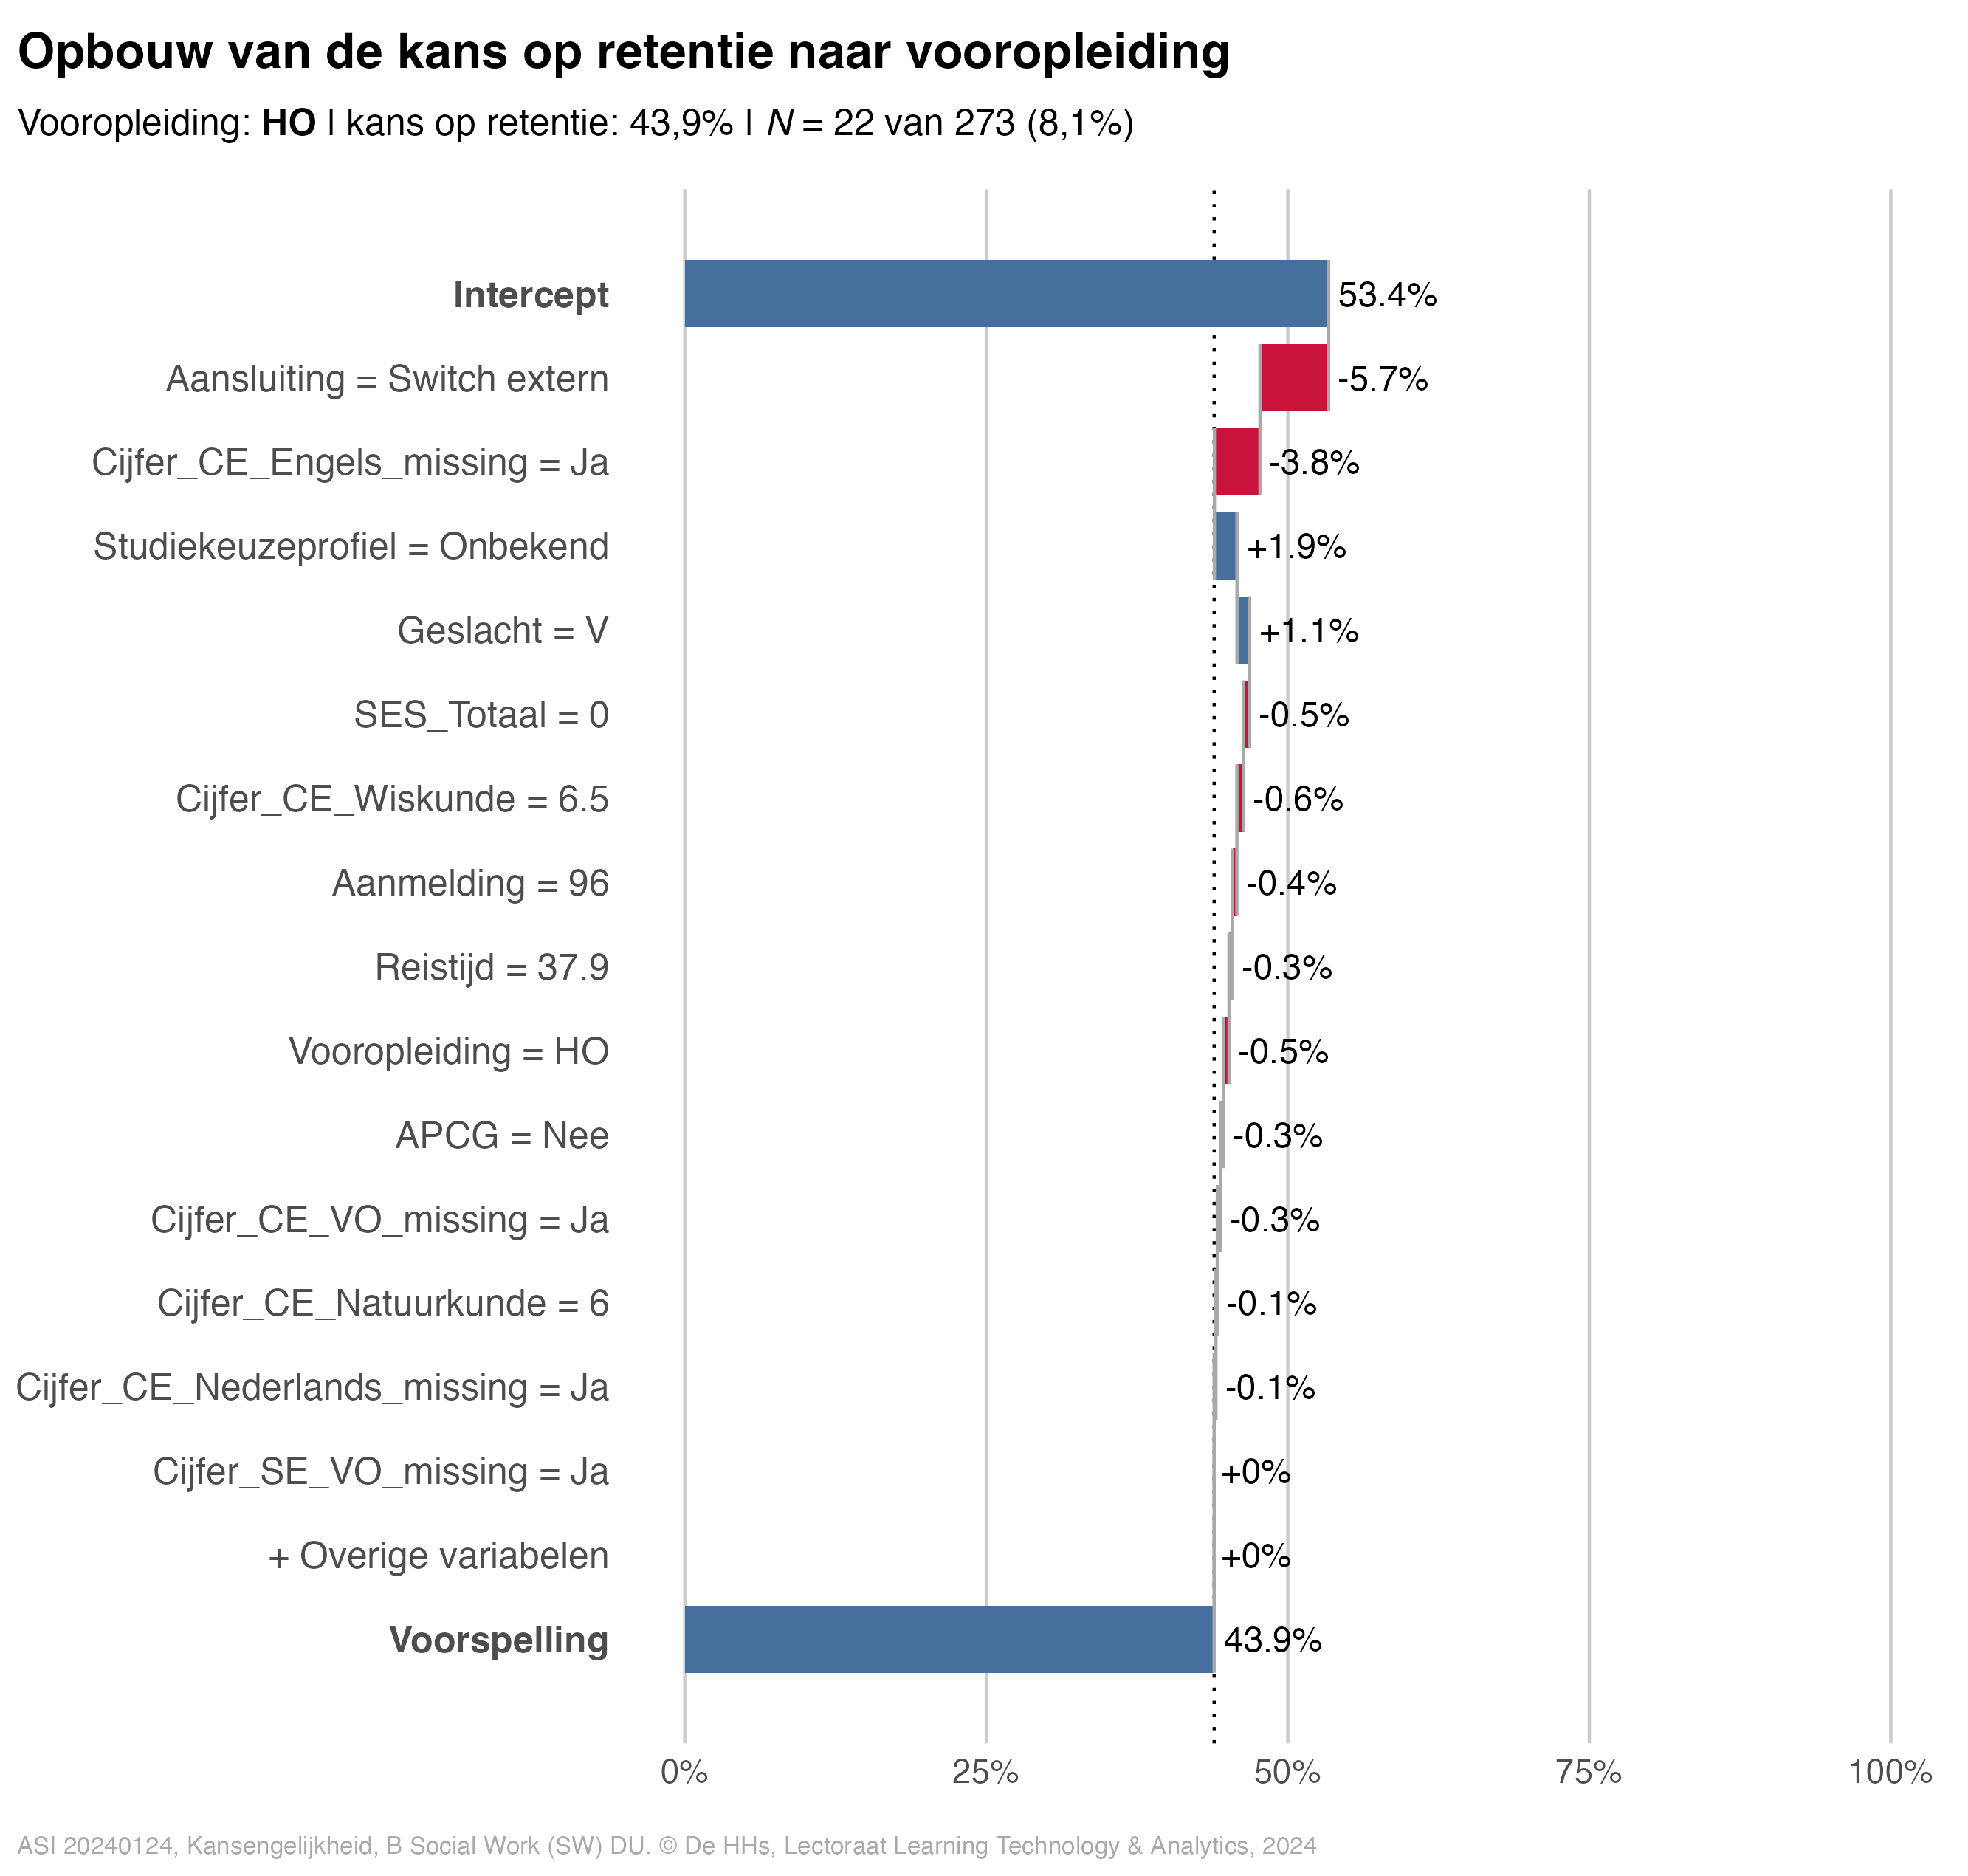 Opbouw van de kans op retentie naar vooropleiding
Vooropleiding: HO | kans op retentie: 43,9% | N = 22 van 273 (8,1%)
Intercept 53.4%
Aansluiting = Switch extern -5.7%
Cijfer_CE_Engels_missing = Ja -3.8%
Studiekeuzeprofiel = Onbekend +1.9%
Geslacht = V +1.1%
SES_Totaal = 0 -0.5%
Cijfer_CE_Wiskunde = 6.5 -0.6%
Aanmelding = 96 -0.4%
Reistijd = 37.9 -0.3%
Vooropleiding = HO -0.5%
APCG = Nee -0.3%
Cijfer_CE_VO_missing = Ja -0.3%
Cijfer_CE_Natuurkunde = 6 -0.1%
Cijfer_CE_Nederlands_missing = Ja -0.1%
Cijfer_SE_VO_missing = Ja +0%
+ Overige variabelen +0%
Voorspelling 43.9%
0% 25% 50% 75% 100%
ASI 20240124, Kansengelijkheid, B Social Work (SW) DU. © De HHs, Lectoraat Learning Technology & Analytics, 2024